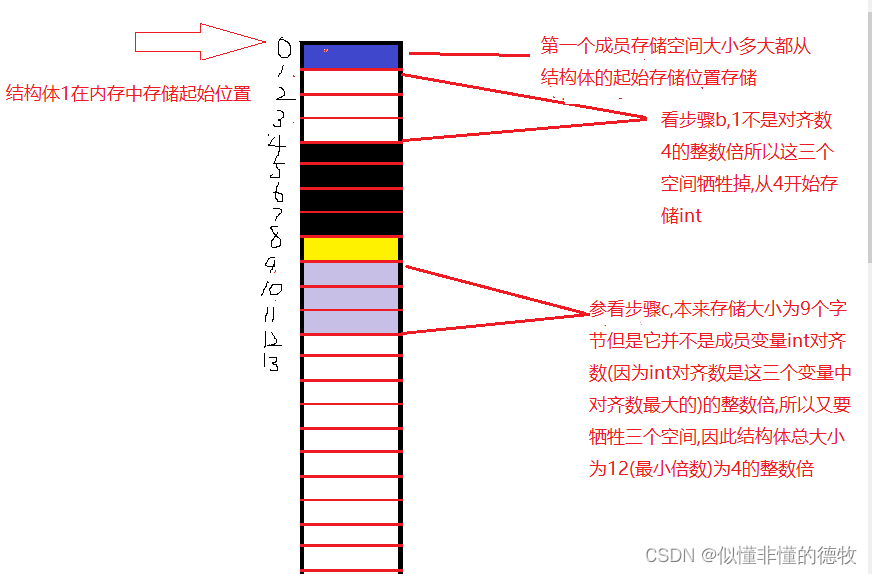 0
第一个成员存储空间大小多大都从
结构体的起始存储位置存储
1
结构体1在内存中存储起始位置
2
3
看步骤b,1不是对齐数
4的整数倍所以这三个
空间牺牲掉,从4开始存
储int
4
5
6
7
8
9
10
11
12
13
参看步骤c,本来存储大小为9个字
节但是它并不是成员变量int对齐
数(因为int对齐数是这三个变量中
对齐数最大的)的整数倍,所以又要
牺牲三个空间,因此结构体总大小
为12(最小倍数)为4的整数倍
CSDN @似懂非懂的德牧